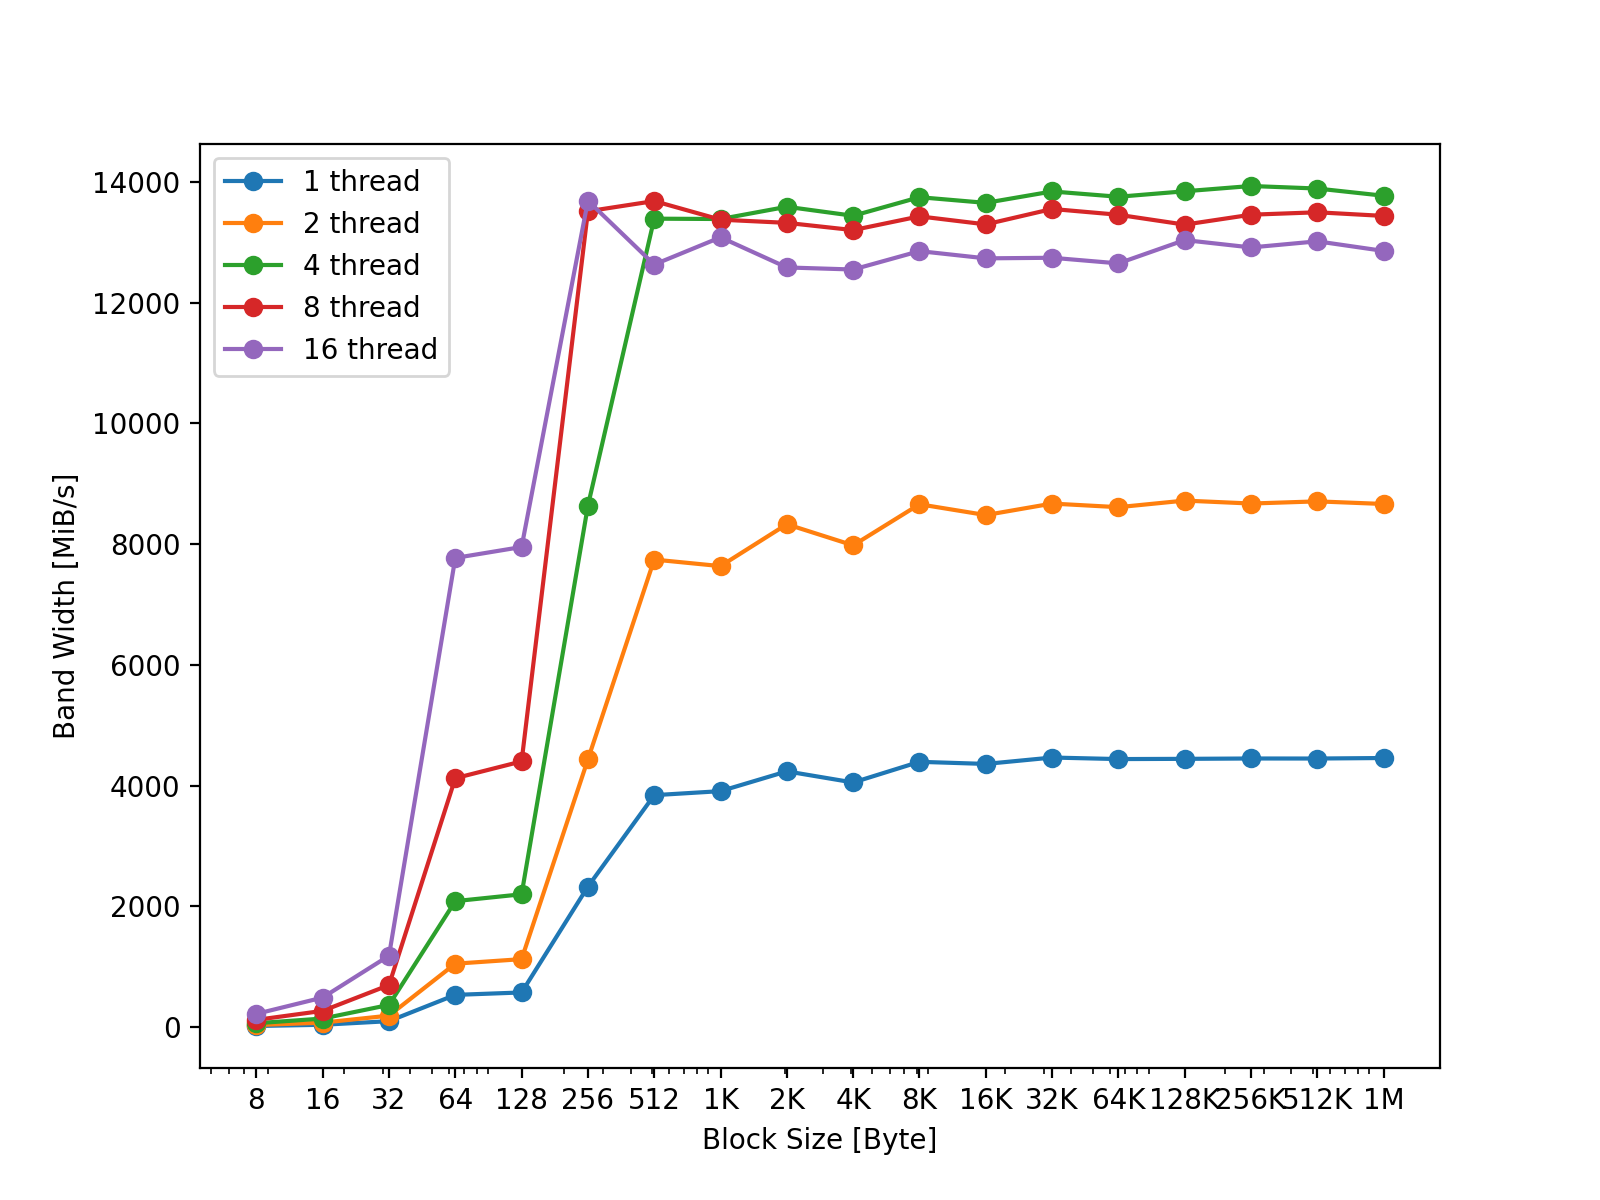 14000
12000
10000
8000
6000
4000
2000
0
Band Width [MiB/s]
1 thread
2 thread
4 thread
8 thread
16 thread
8 16 32 64 128 256 512 1K 2K 4K 8K 16K 32K 64K 128K 256K 512K 1M
Block Size [Byte]